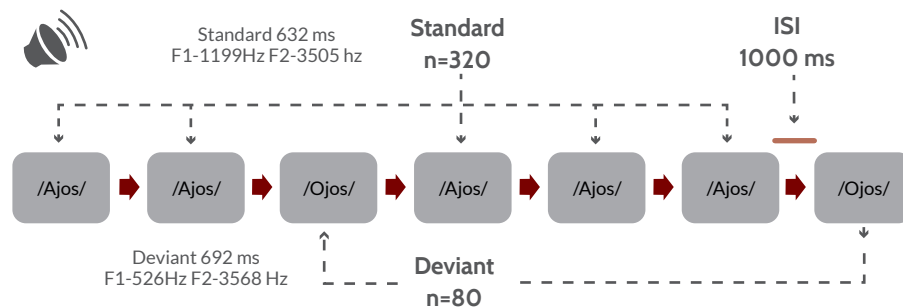 Standard 632 ms
F1-1199Hz F2-3505 hz
Standard
n=320
ISI
1000 ms
/Ajos/
/Ajos/
/Ojos/
/Ajos/
/Ajos/
/Ajos/
/Ojos/
Deviant 692 ms
F1-526Hz F2-3568 Hz
Deviant
n=80